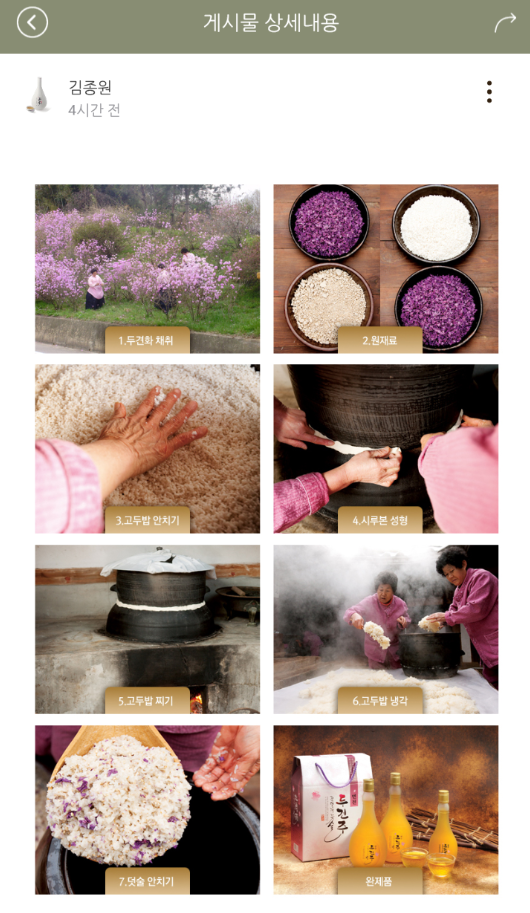 게시물 상세내용
김종원
4시간 전
1.두견화 채취
2.원재료
3.고두밥 안치기
4.시루본 성형
5.고두밥 찌기
6.고두밥 냉각
7.덧술 안치기
두견주
완제품